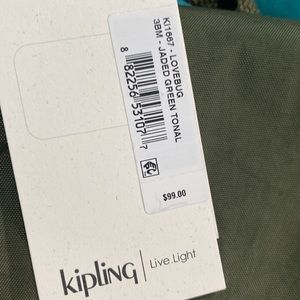 KI1667 - LOVEBUG
3BM - JADED GREEN TONAL
8 82256 53107 7
$99.00
kipling | Live.Light